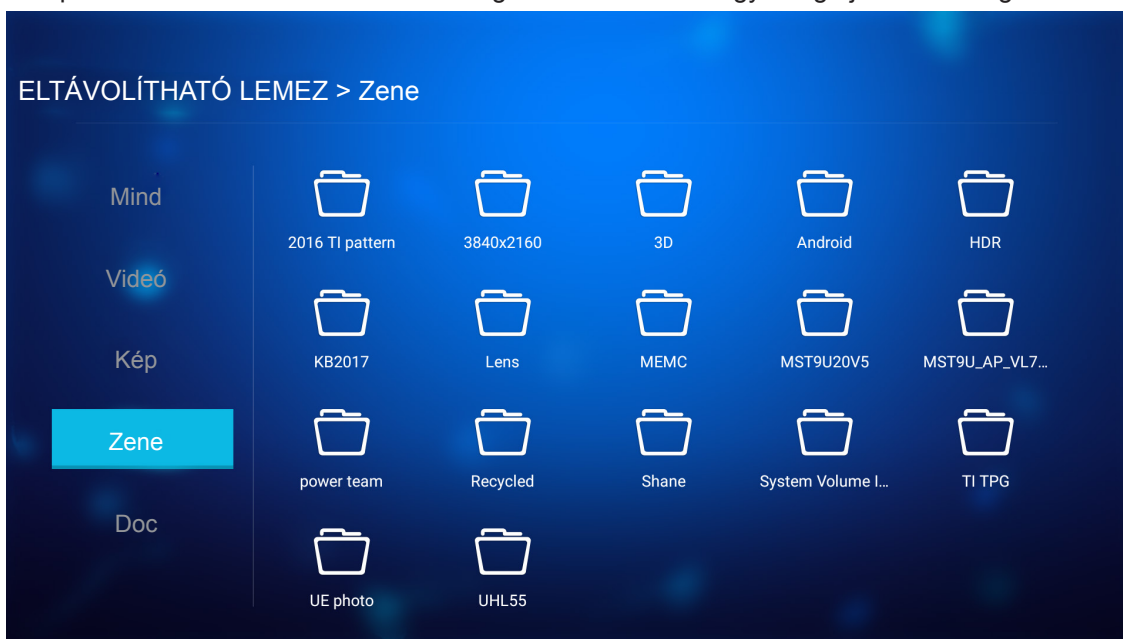 ELTÁVOLÍTHATÓ LEMEZ > Zene
Mind
Videó
Kép
Zene
Doc
2016 TI pattern
3840x2160
3D
Android
HDR
KB2017
Lens
MEMC
MST9U20V5
MST9U_AP_VL7...
power team
Recycled
Shane
System Volume I...
TI TPG
UE photo
UHL55